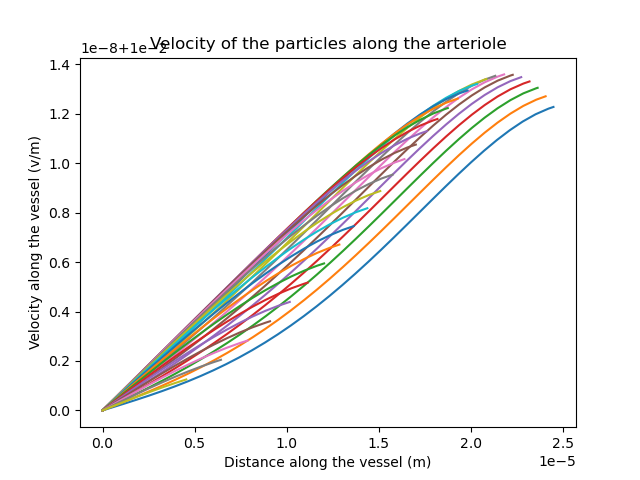 Velocity of the particles along the arteriole
1e−8+1e−2
1.4
1.2
1.0
0.8
0.6
0.4
0.2
0.0
Velocity along the vessel (v/m)
0.0 0.5 1.0 1.5 2.0 2.5
1e−5
Distance along the vessel (m)